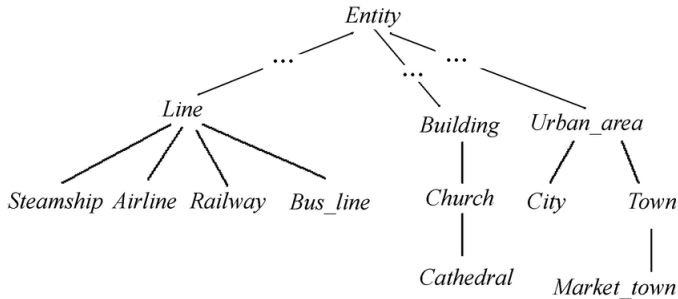 Entity
... ... ...
Line Building Urban_area
Steamship Airline Railway Bus_line Church City Town
Cathedral Market_town